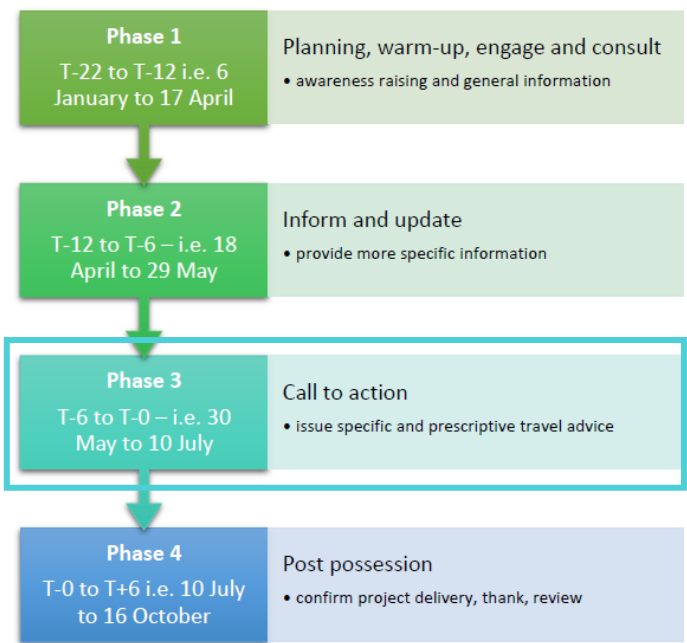 Phase 1
T-22 to T-12 i.e. 6
January to 17 April
Planning, warm-up, engage and consult
• awareness raising and general information
Phase 2
T-12 to T-6 – i.e. 18
April to 29 May
Inform and update
• provide more specific information
Phase 3
T-6 to T-0 – i.e. 30
May to 10 July
Call to action
• issue specific and prescriptive travel advice
Phase 4
T-0 to T+6 i.e. 10 July
to 16 October
Post possession
• confirm project delivery, thank, review